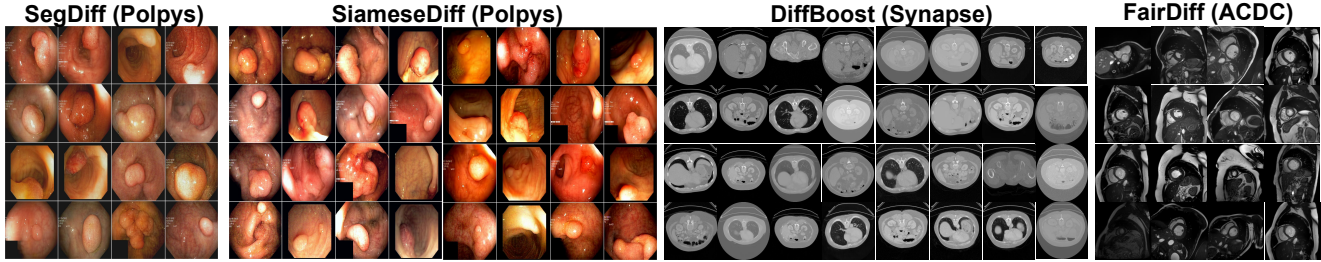 SegDiff (Polpys)
SiameseDiff (Polpys)
DiffBoost (Synapse)
FairDiff (ACDC)